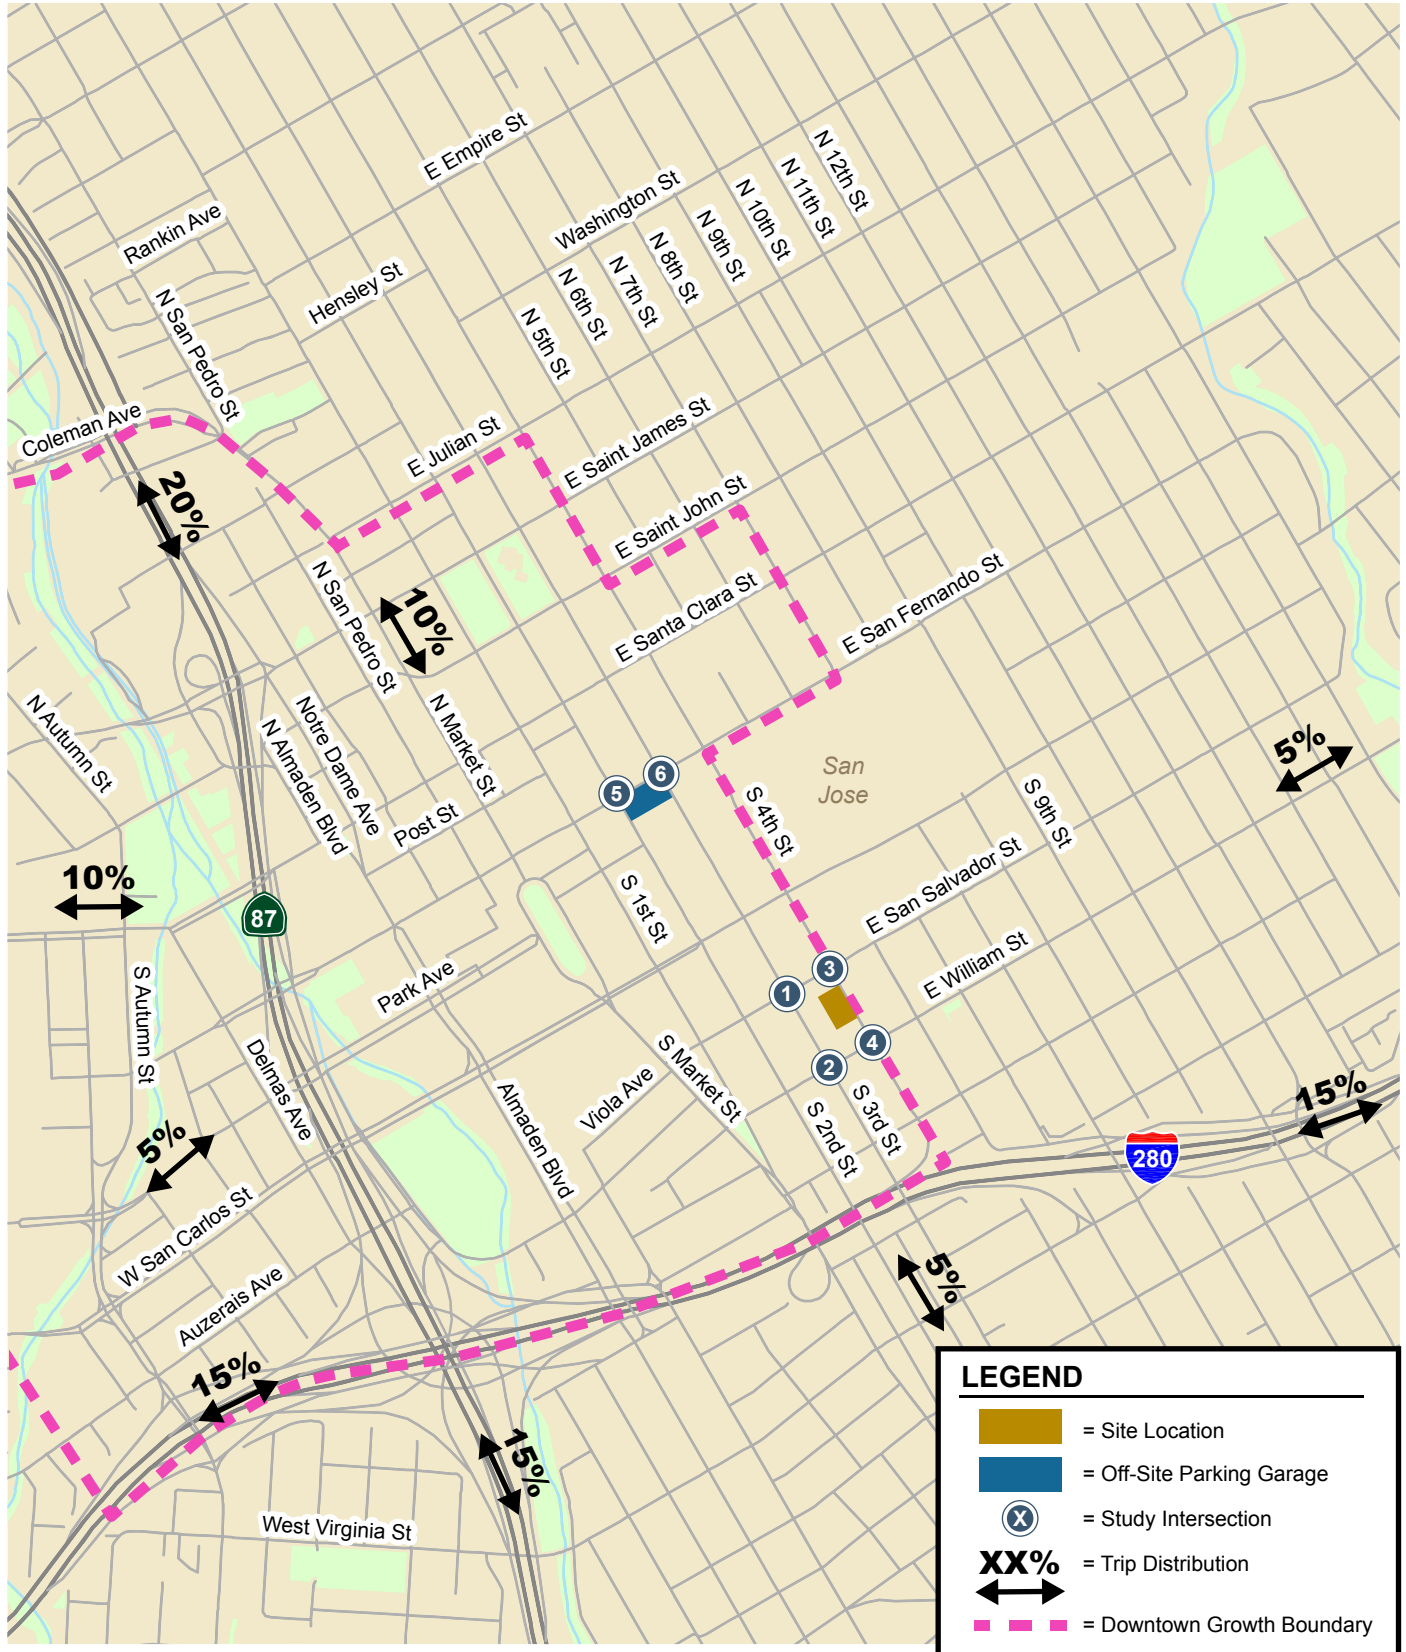 E Empire St
N 12th St
N 11th St
N 10th St
Washington St
N 9th St
N 8th St
N 7th St
N 6th St
N 5th St
Rankin Ave
Hensley St
N San Pedro St
Coleman Ave
E Julian St
E Saint James St
20%
E Saint John St
N San Pedro St
10%
E Santa Clara St
E San Fernando St
N Autumn St
Notre Dame Ave
N Almaden Blvd
N Market St
Post St
5
6
San
Jose
S 4th St
S 9th St
5%
10%
87
S 1st St
E San Salvador St
E William St
S Autumn St
Park Ave
1
3
4
2
Delmas Ave
S Market St
Viola Ave
Almaden Blvd
S 3rd St
S 2nd St
15%
280
5%
W San Carlos St
Auzerais Ave
5%
15%
15%
West Virginia St
LEGEND
= Site Location
= Off-Site Parking Garage
X = Study Intersection
XX% = Trip Distribution
= Downtown Growth Boundary